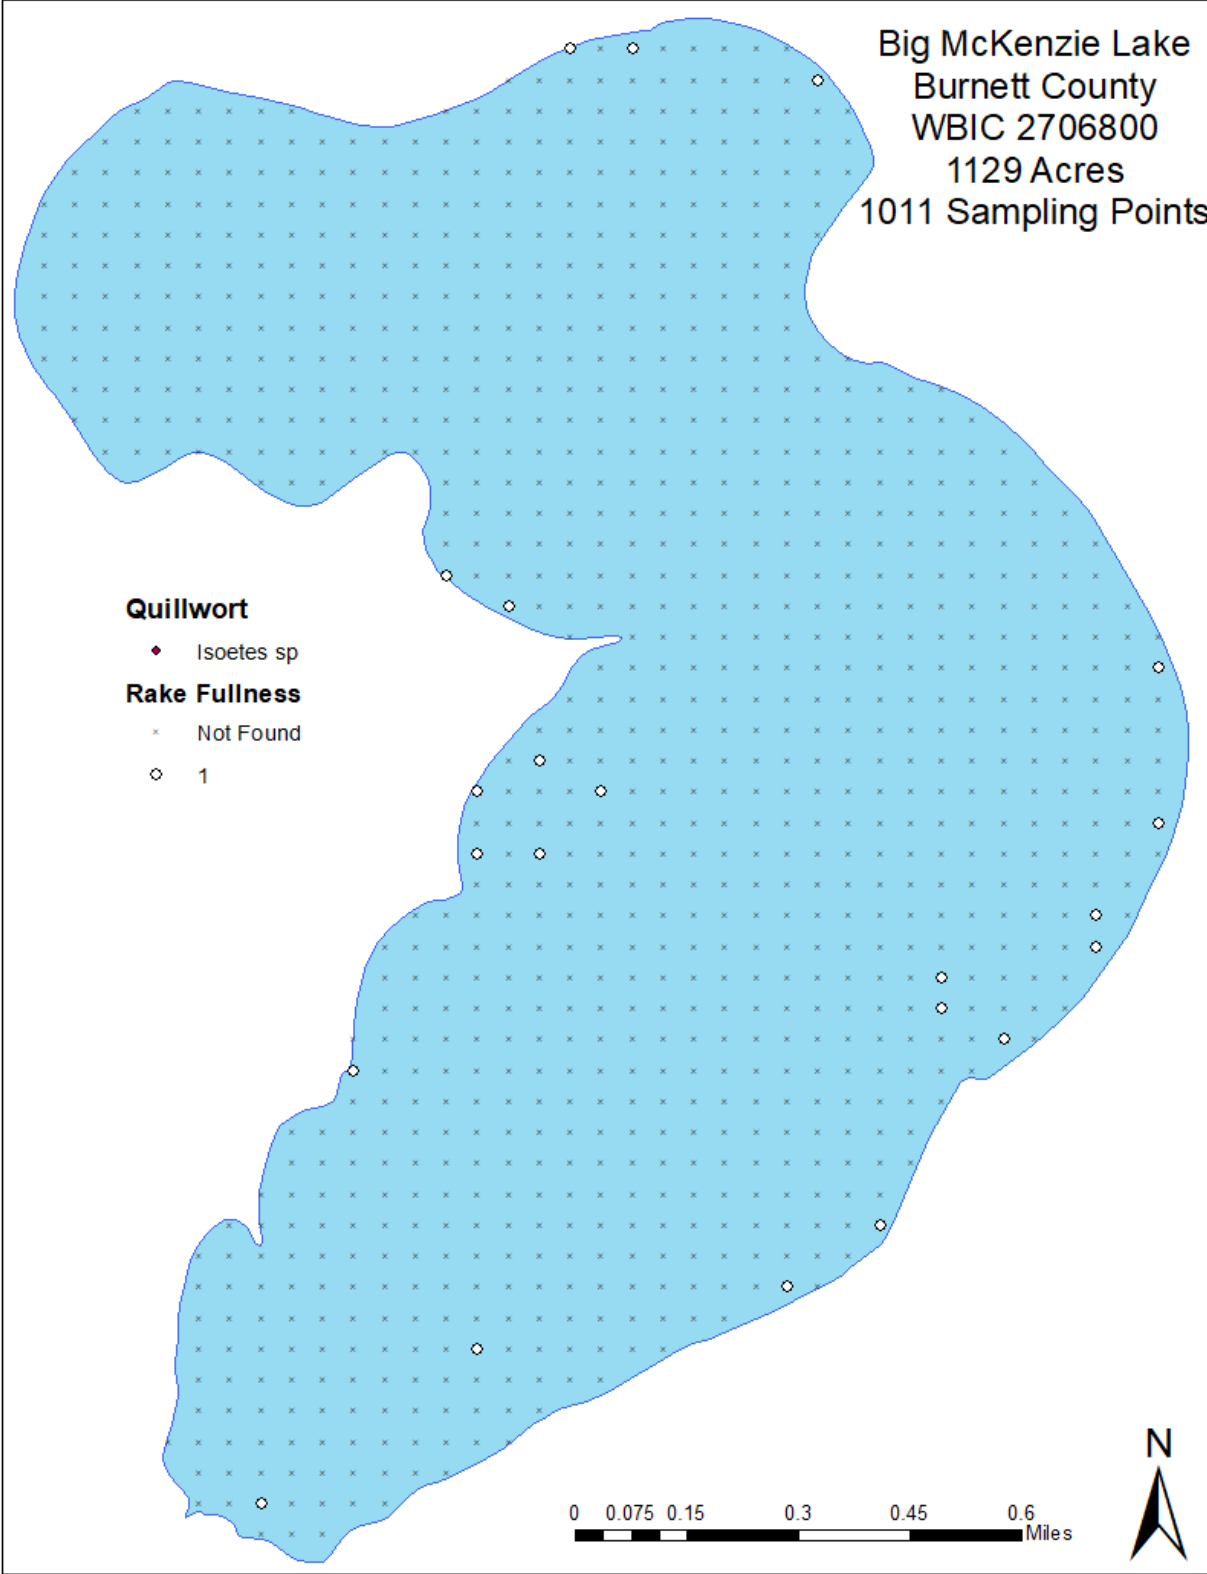 Big McKenzie Lake
Burnett County
WBIC 2706800
1129 Acres
1011 Sampling Points
Quillwort
Isoetes sp
Rake Fullness
Not Found
1
N
0 0.075 0.15 0.3 0.45 0.6
Miles